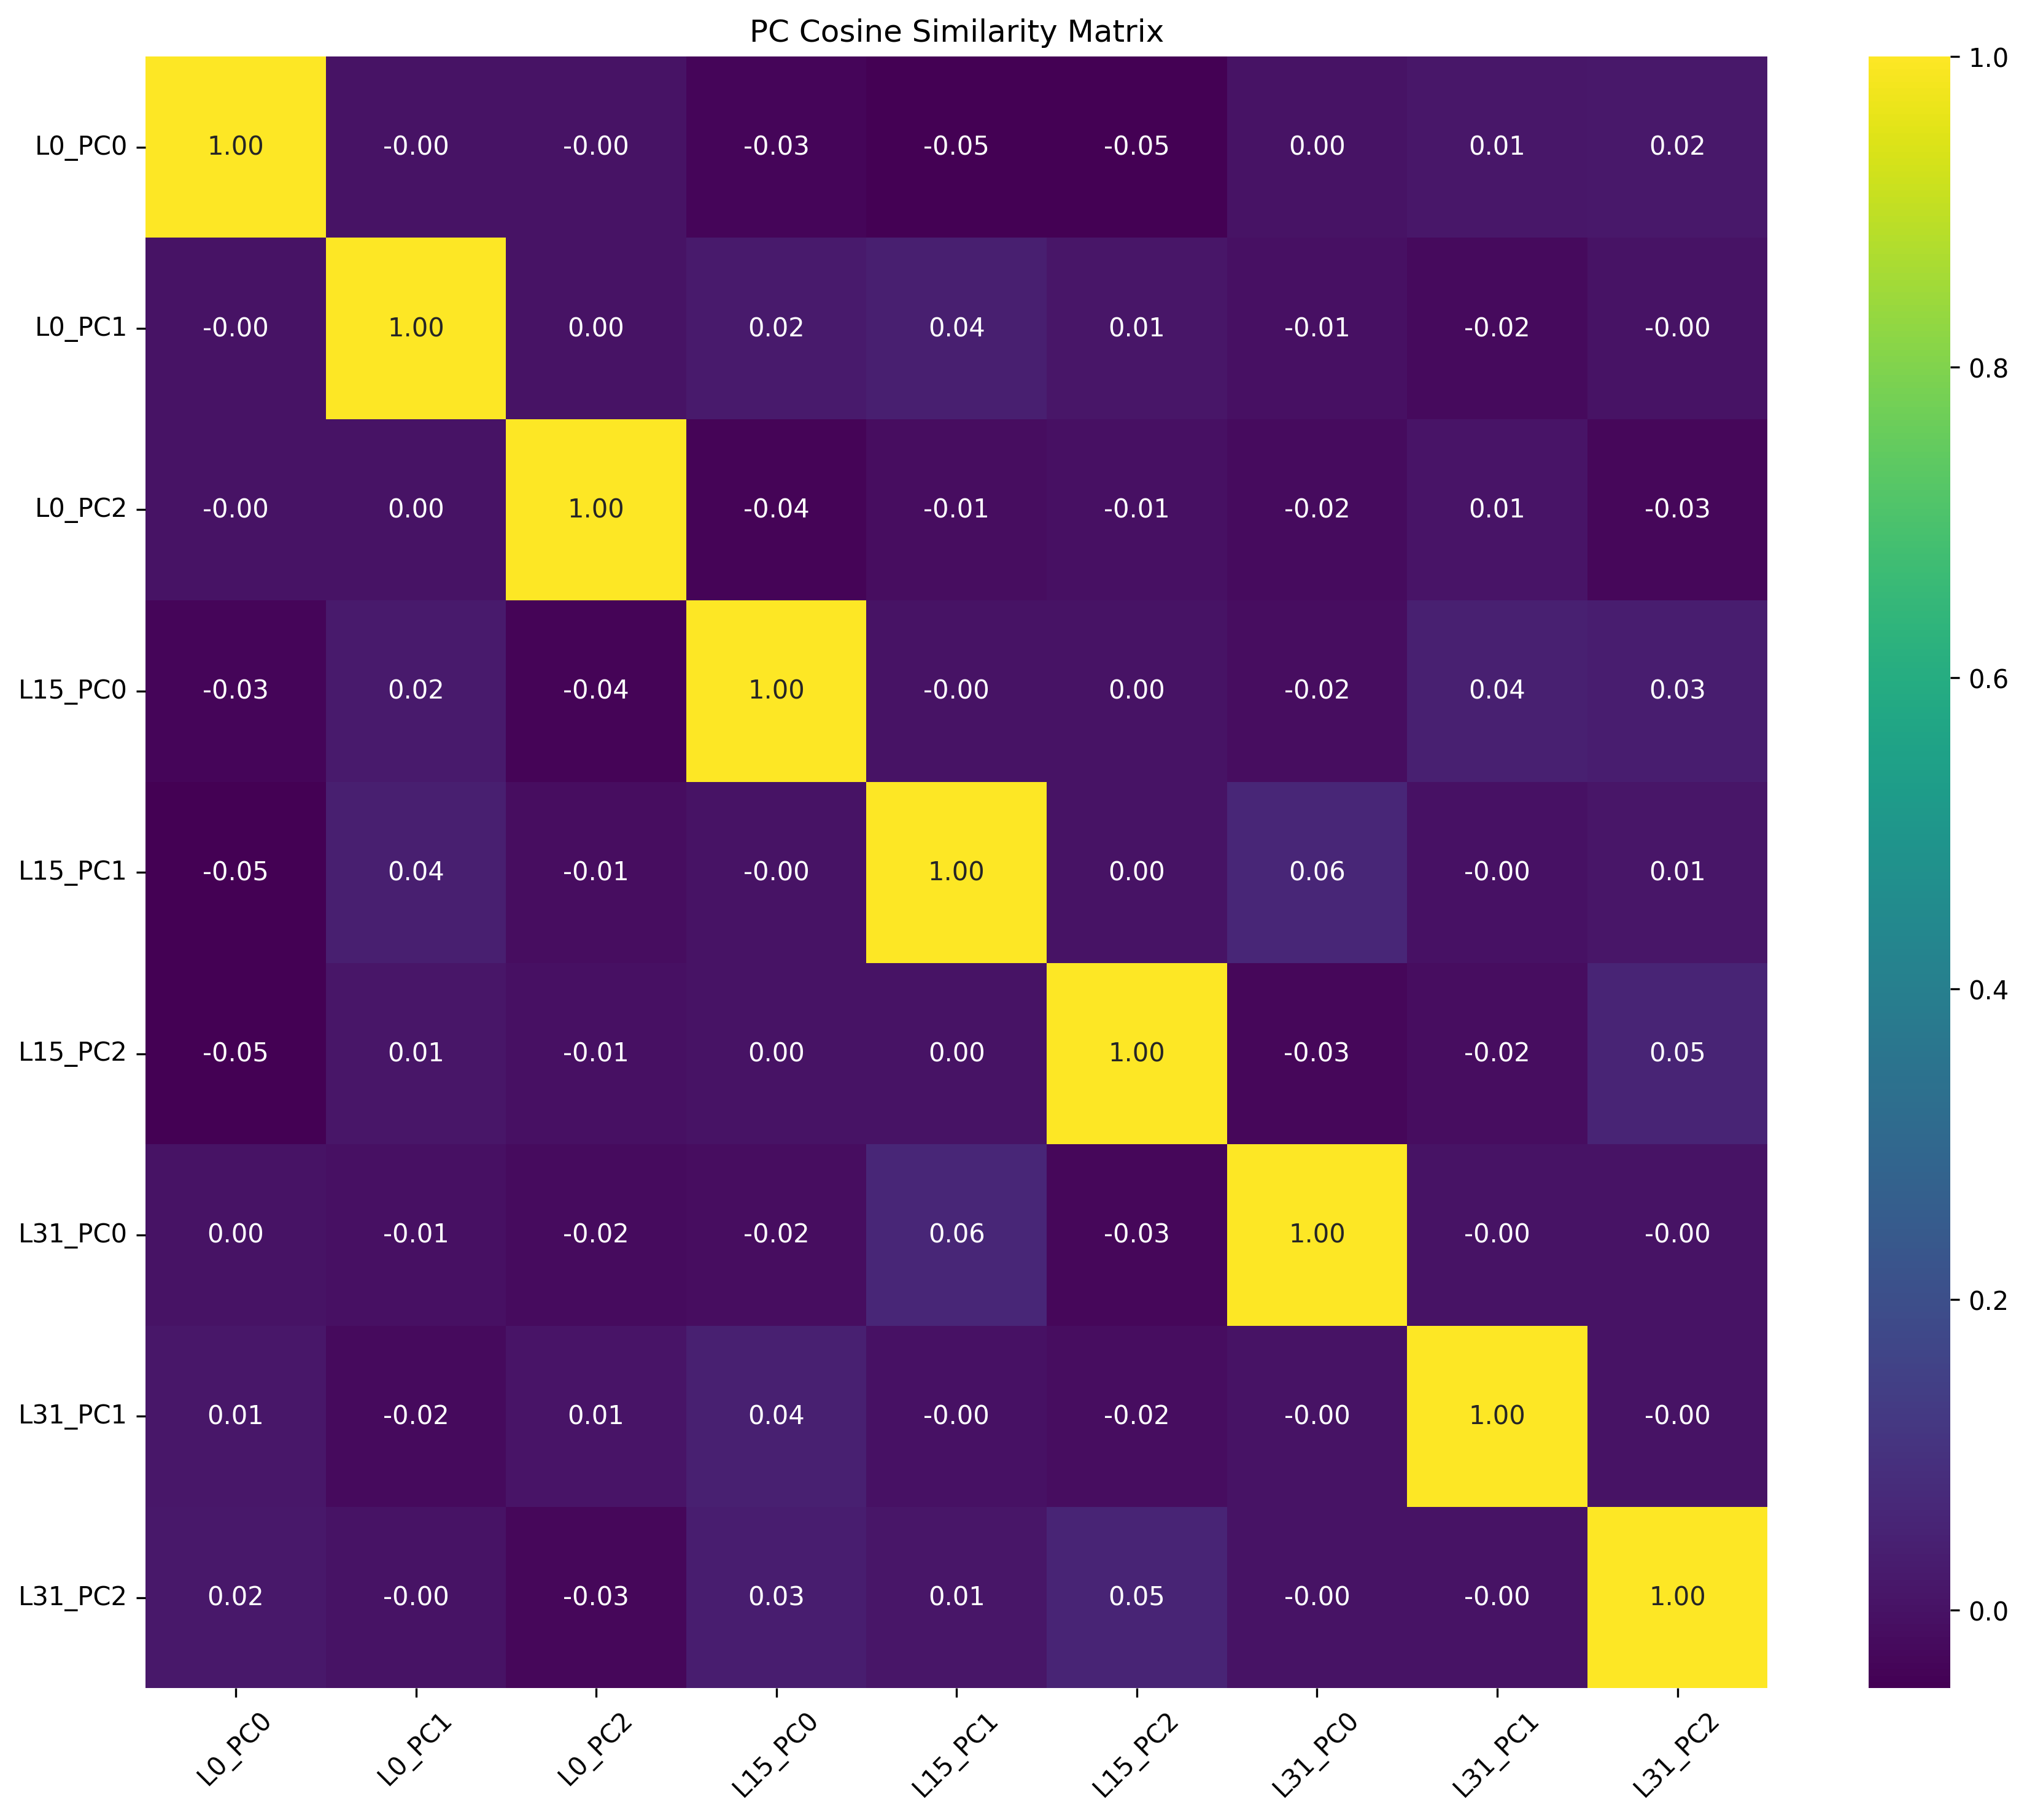 PC Cosine Similarity Matrix
L0_PC0 1.00 -0.00 -0.00 -0.03 -0.05 -0.05 0.00 0.01 0.02
L0_PC1 -0.00 1.00 0.00 0.02 0.04 0.01 -0.01 -0.02 -0.00
L0_PC2 -0.00 0.00 1.00 -0.04 -0.01 -0.01 -0.02 0.01 -0.03
L15_PC0 -0.03 0.02 -0.04 1.00 -0.00 0.00 -0.02 0.04 0.03
L15_PC1 -0.05 0.04 -0.01 -0.00 1.00 0.00 0.06 -0.00 0.01
L15_PC2 -0.05 0.01 -0.01 0.00 0.00 1.00 -0.03 -0.02 0.05
L31_PC0 0.00 -0.01 -0.02 -0.02 0.06 -0.03 1.00 -0.00 -0.00
L31_PC1 0.01 -0.02 0.01 0.04 -0.00 -0.02 -0.00 1.00 -0.00
L31_PC2 0.02 -0.00 -0.03 0.03 0.01 0.05 -0.00 -0.00 1.00
L0_PC0 L0_PC1 L0_PC2 L15_PC0 L15_PC1 L15_PC2 L31_PC0 L31_PC1 L31_PC2
1.0
0.8
0.6
0.4
0.2
0.0